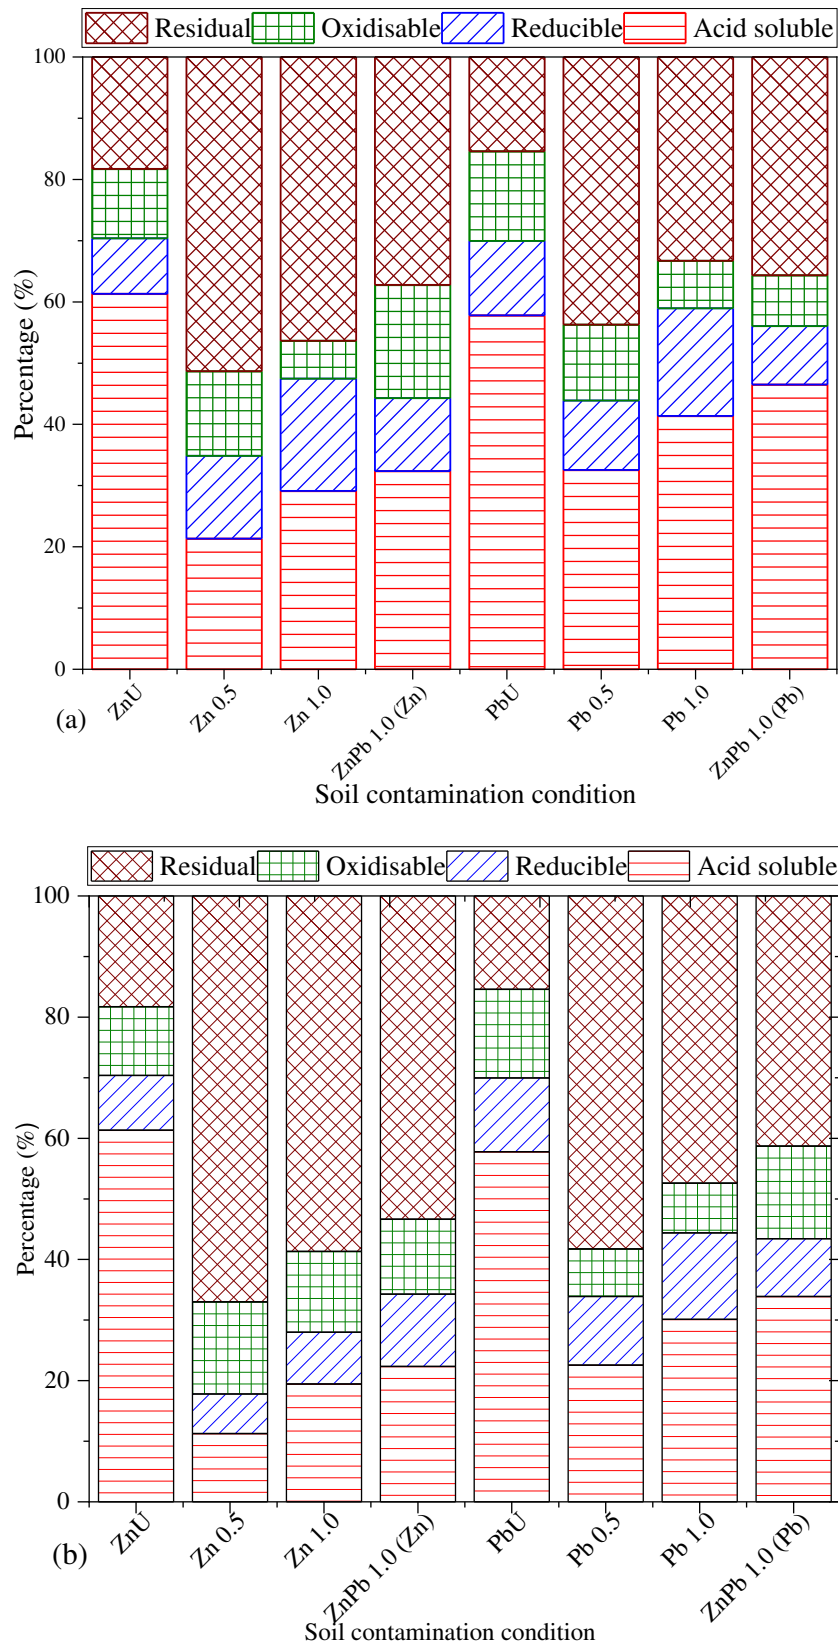 Residual Oxidisable Reducible Acid soluble
100
80
60
40
20
0
Percentage (%)
ZnU Zn 0.5 Zn 1.0 ZnPb 1.0 (Zn) PbU Pb 0.5 Pb 1.0 ZnPb 1.0 (Pb)
(a)
Soil contamination condition
Residual Oxidisable Reducible Acid soluble
100
80
60
40
20
0
Percentage (%)
ZnU Zn 0.5 Zn 1.0 ZnPb 1.0 (Zn) PbU Pb 0.5 Pb 1.0 ZnPb 1.0 (Pb)
(b)
Soil contamination condition